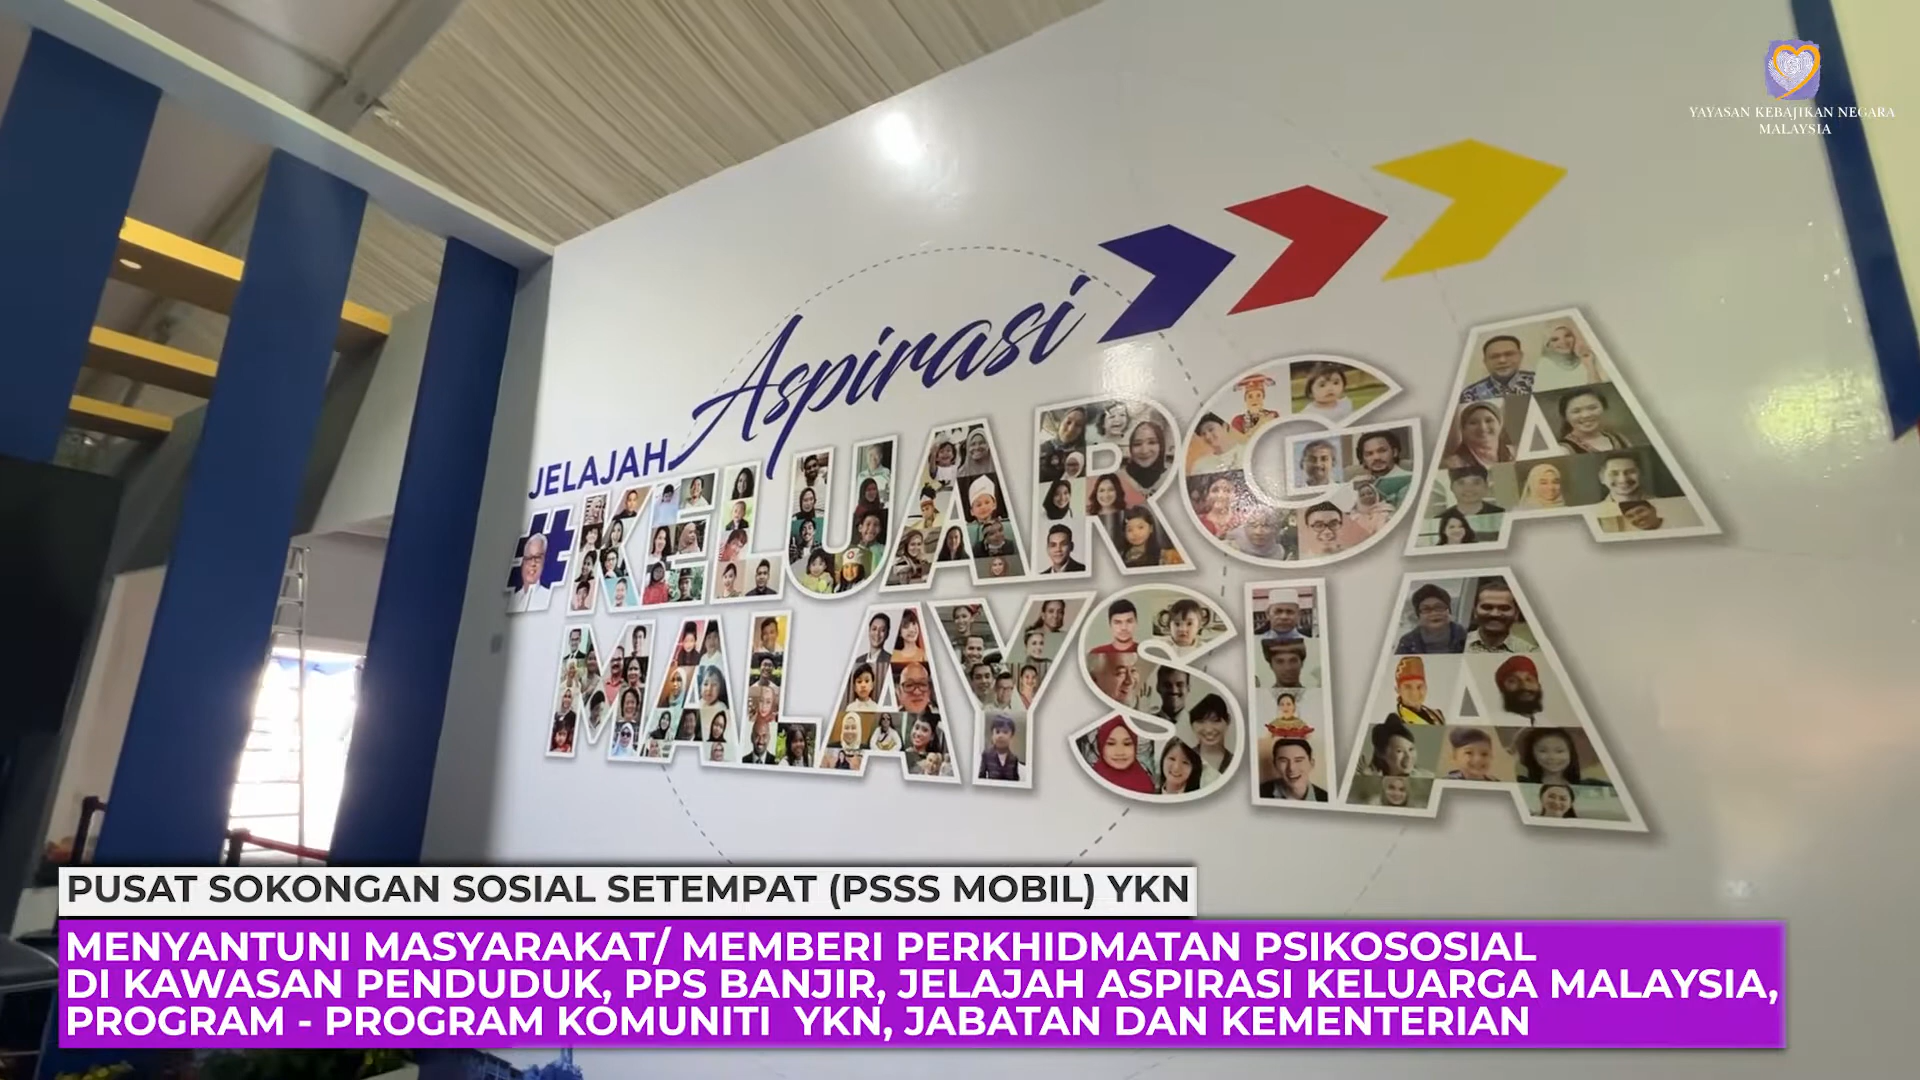 YAYASAN KEBAJIKAN NEGARA
MALAYSIA
JELAJAH Aspirasi
#KELUARGA
MALAYSIA
PUSAT SOKONGAN SOSIAL SETEMPAT (PSSS MOBIL) YKN
MENYANTUNI MASYARAKAT/ MEMBERI PERKHIDMATAN PSIKOSOSIAL
DI KAWASAN PENDUDUK, PPS BANJIR, JELAJAH ASPIRASI KELUARGA MALAYSIA,
PROGRAM - PROGRAM KOMUNITI  YKN, JABATAN DAN KEMENTERIAN